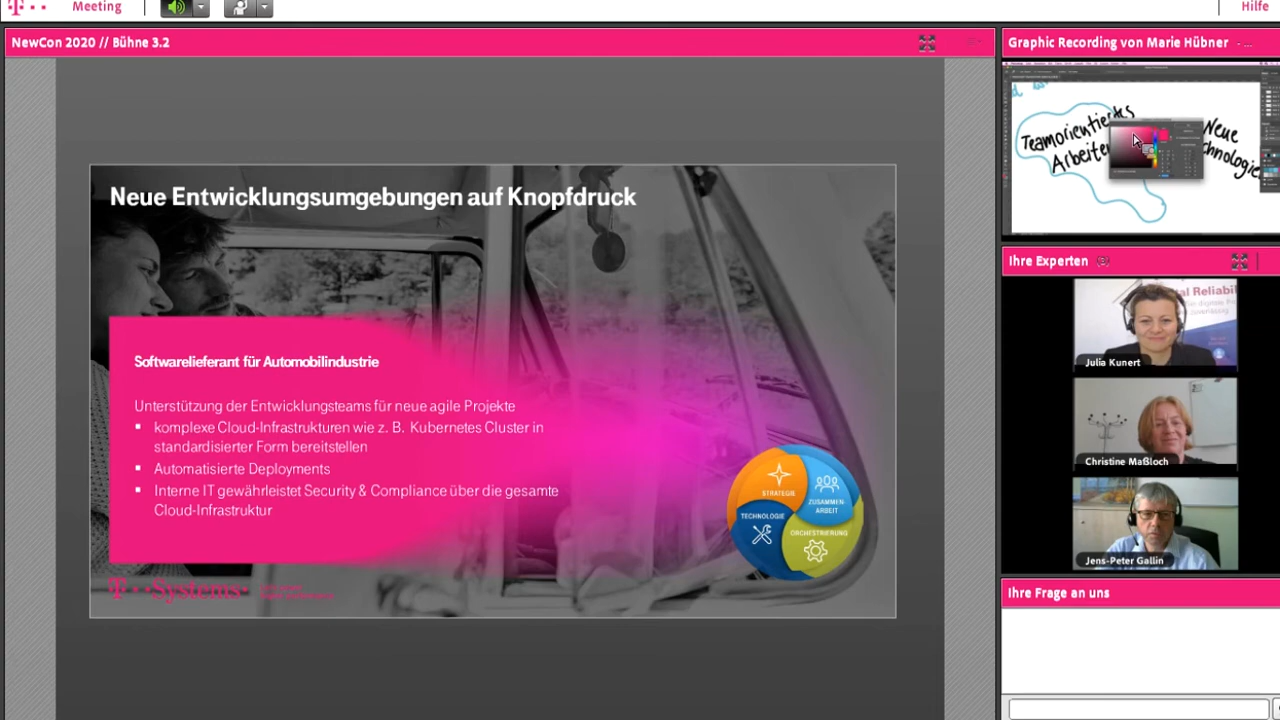 Meeting
Hilfe
NewCon 2020 // Bühne 3.2
Neue Entwicklungsumgebungen auf Knopfdruck
Softwarelieferant für Automobilindustrie
Unterstützung der Entwicklungsteams für neue agile Projekte
▪ komplexe Cloud-Infrastrukturen wie z. B. Kubernetes Cluster in
standardisierter Form bereitstellen
▪ Automatisierte Deployments
▪ Interne IT gewährleistet Security & Compliance über die gesamte
Cloud-Infrastruktur
STRATEGIE
ZUSAMMEN-
ARBEIT
TECHNOLOGIE
ORCHESTRIERUNG
T··Systems·
Graphic Recording von Marie Hübner - ...
Teamorientiertes
Arbeiten
Neue
Ihre Experten
Julia Kunert
Christine Maßloch
Jens-Peter Gallin
Ihre Frage an uns